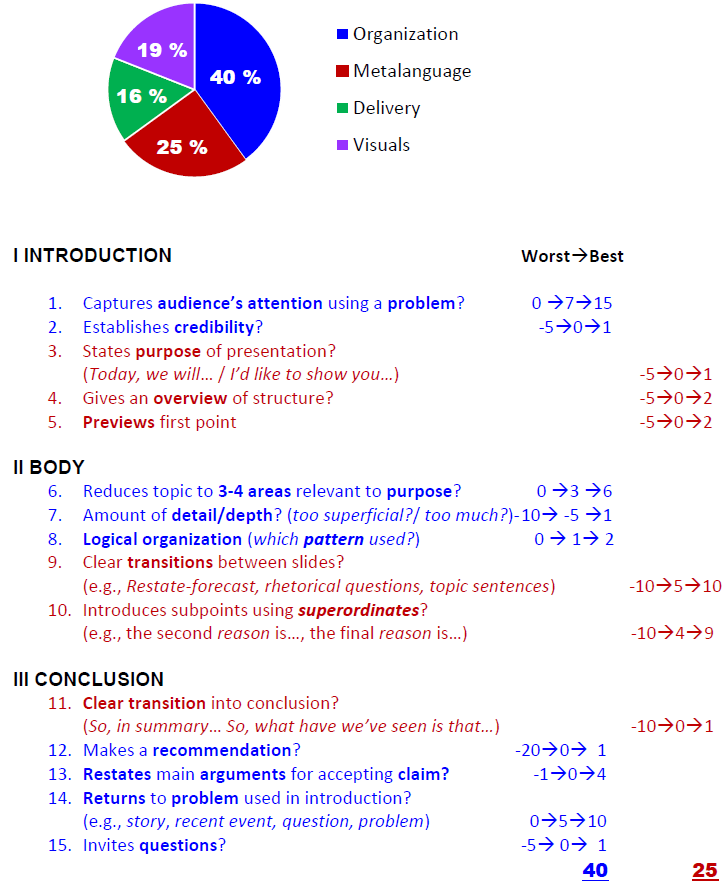 19 %
40 %
16 %
25 %
Organization
Metalanguage
Delivery
Visuals
I INTRODUCTION Worst→Best
1. Captures audience's attention using a problem? 0 →7→15
2. Establishes credibility? -5→0→1
3. States purpose of presentation?
(Today, we will… / I'd like to show you…) -5→0→1
4. Gives an overview of structure? -5→0→2
5. Previews first point -5→0→2
II BODY
6. Reduces topic to 3-4 areas relevant to purpose? 0 →3 →6
7. Amount of detail/depth? (too superficial?/ too much?)-10→ -5 →1
8. Logical organization (which pattern used?) 0 → 1→ 2
9. Clear transitions between slides?
(e.g., Restate-forecast, rhetorical questions, topic sentences) -10→5→10
10. Introduces subpoints using superordinates?
(e.g., the second reason is…, the final reason is…) -10→4→9
III CONCLUSION
11. Clear transition into conclusion?
(So, in summary… So, what have we've seen is that…) -10→0→1
12. Makes a recommendation? -20→0→ 1
13. Restates main arguments for accepting claim? -1→0→4
14. Returns to problem used in introduction?
(e.g., story, recent event, question, problem) 0→5→10
15. Invites questions? -5→ 0→ 1
40 25